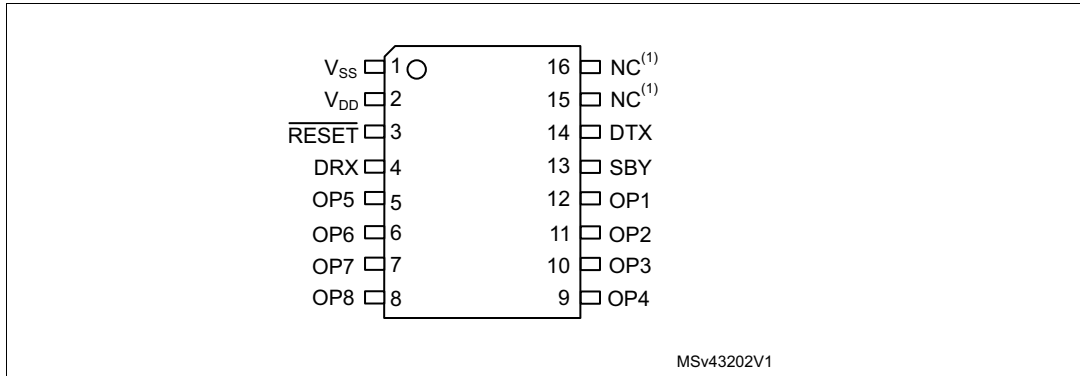 VSS 1 16 NC(1)
VDD 2 15 NC(1)
RESET 3 14 DTX
DRX 4 13 SBY
OP5 5 12 OP1
OP6 6 11 OP2
OP7 7 10 OP3
OP8 8 9 OP4
MSv43202V1